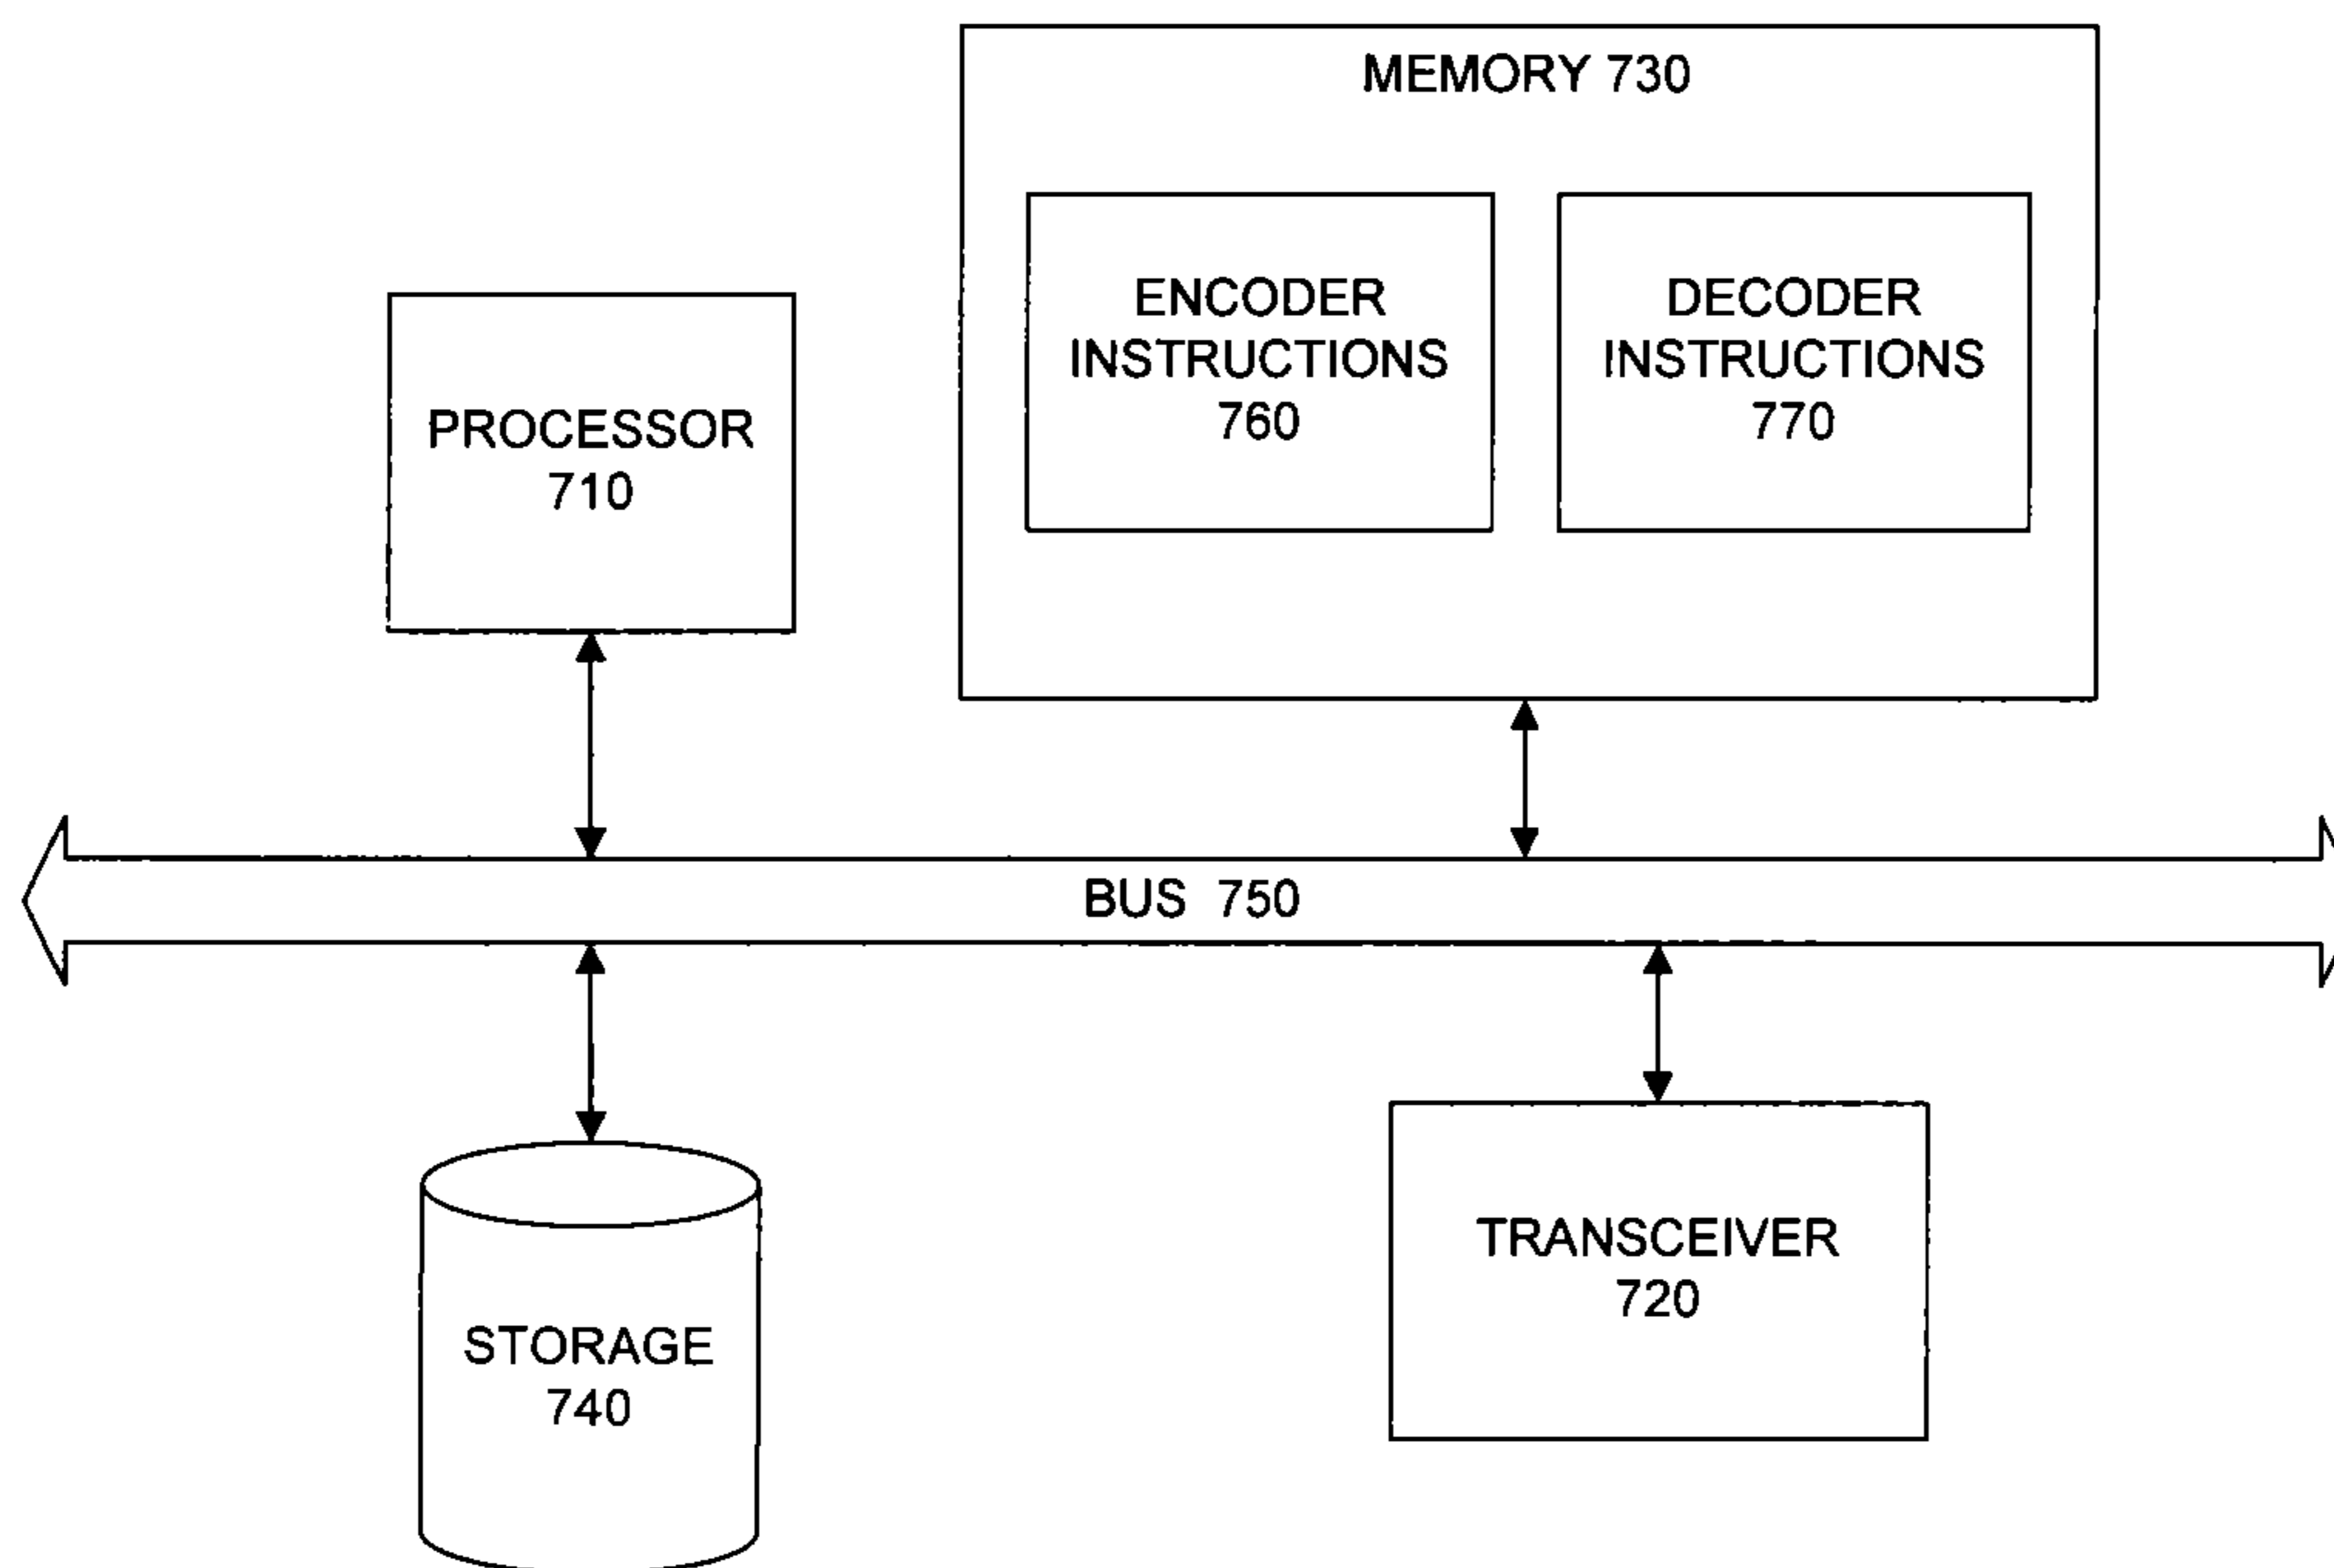 MEMORY 730
ENCODER
INSTRUCTIONS
760
DECODER
INSTRUCTIONS
770
PROCESSOR
710
BUS 750
STORAGE
740
TRANSCEIVER
720